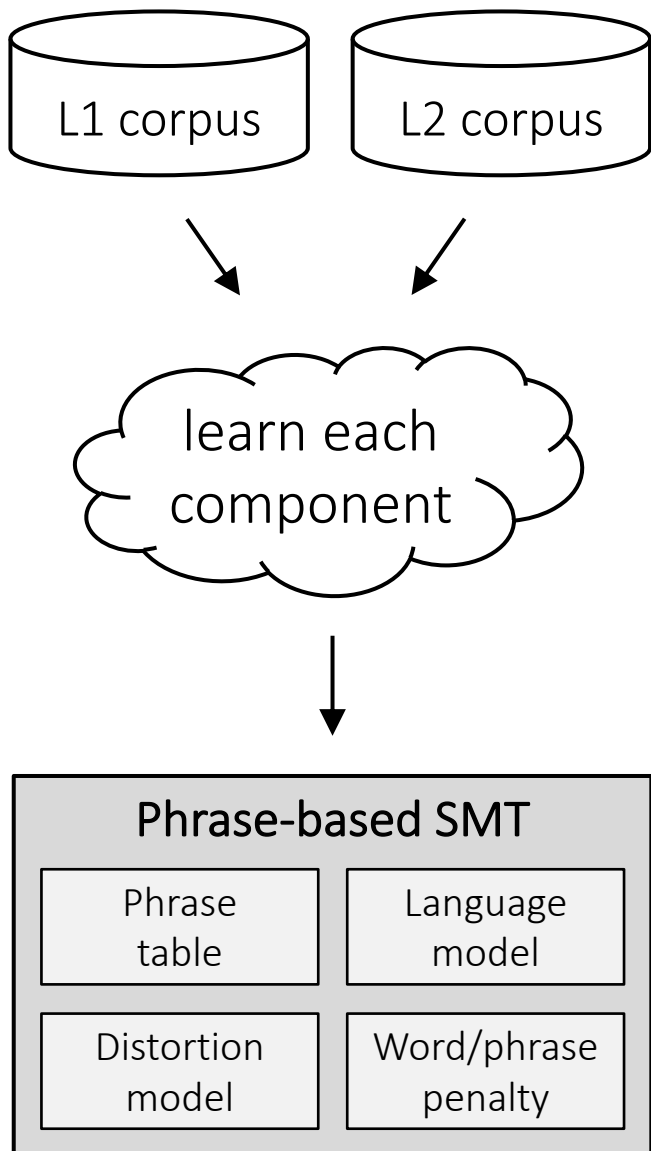 L1 corpus
L2 corpus
learn each
component
Phrase-based SMT
Phrase
table
Language
model
Distortion
model
Word/phrase
penalty